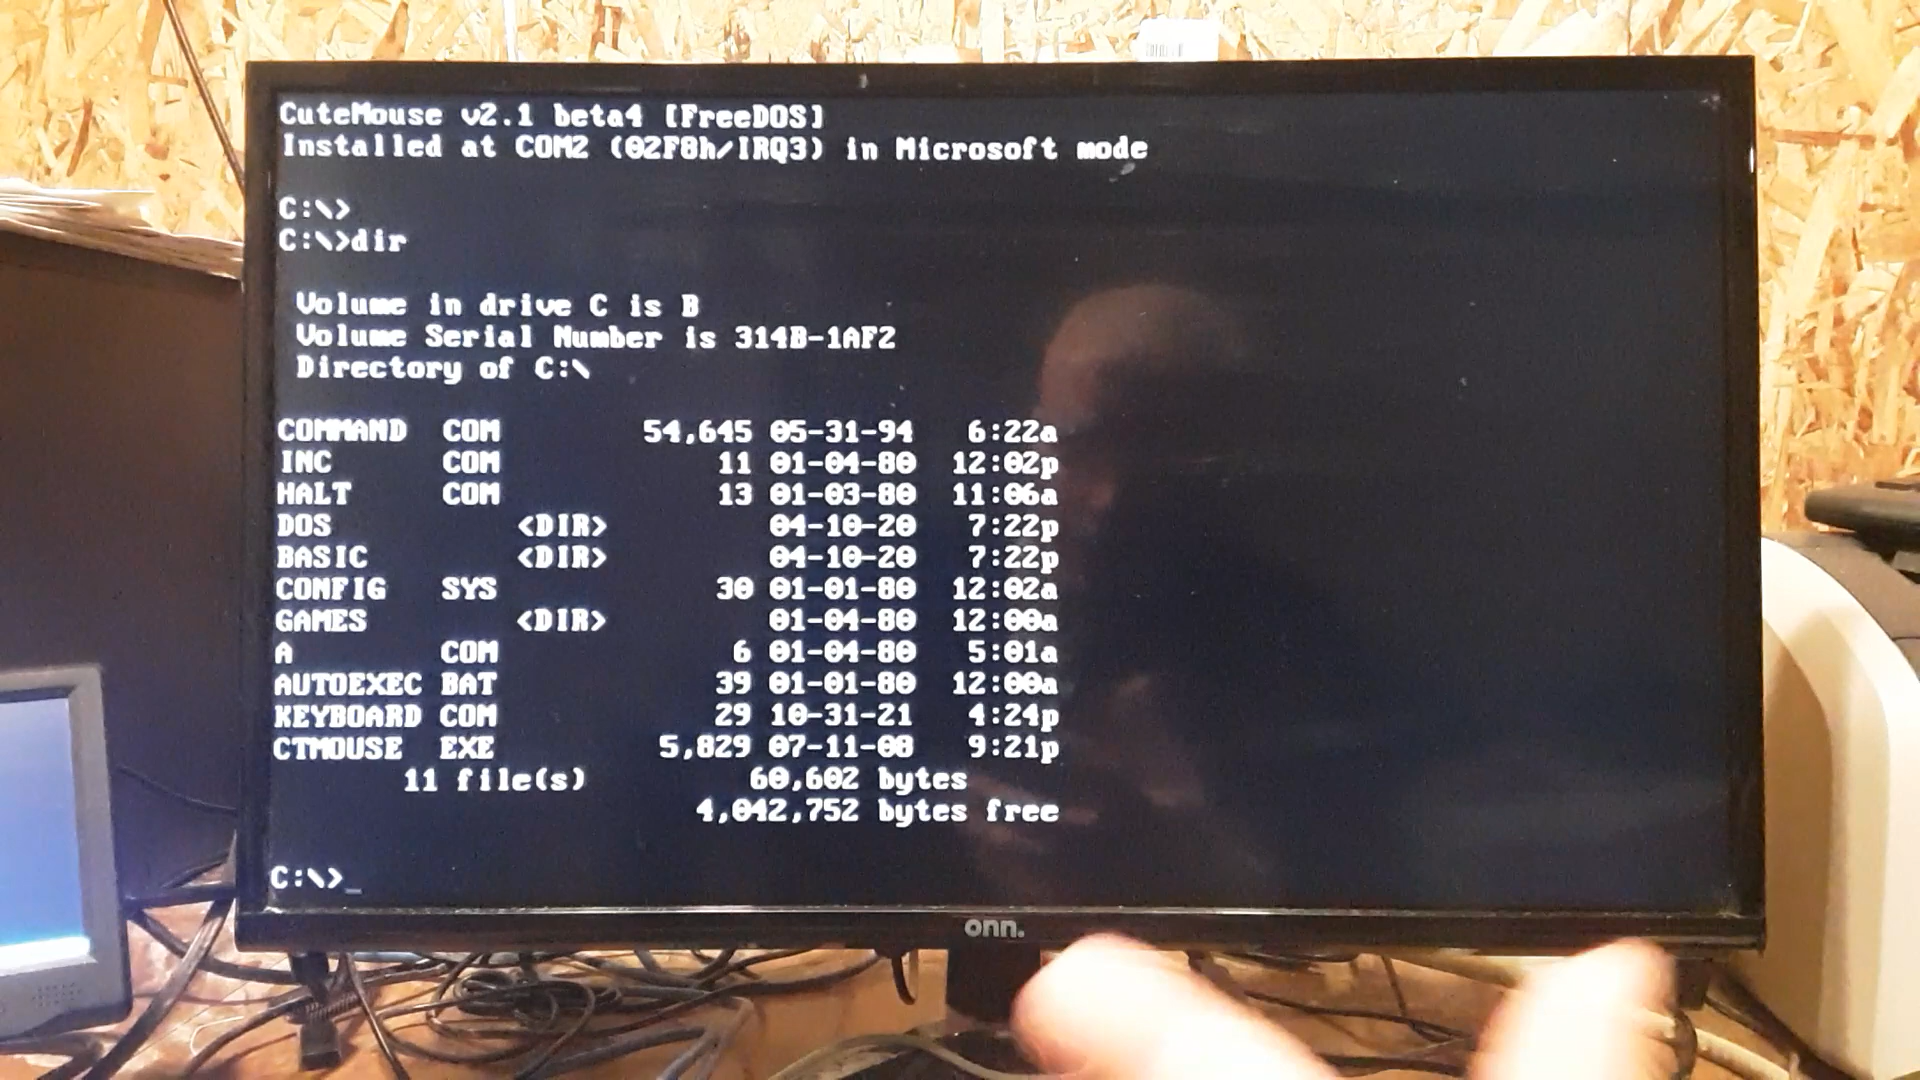 CuteMouse v2.1 beta4 [FreeDOS]
Installed at COM2 (02F8h/IRQ3) in Microsoft mode
C:\>
C:\>dir
Volume in drive C is B
Volume Serial Number is 314B-1AF2
Directory of C:\
COMMAND COM 54,645 05-31-94 6:22a
INC COM 11 01-04-80 12:02p
HALT COM 13 01-03-80 11:06a
DOS <DIR> 04-10-20 7:22p
BASIC <DIR> 04-10-20 7:22p
CONFIG SYS 30 01-01-80 12:02a
GAMES <DIR> 01-04-80 12:00a
A COM 6 01-04-80 5:01a
AUTOEXEC BAT 39 01-01-80 12:00a
KEYBOARD COM 29 10-31-21 4:24p
CTMOUSE EXE 5,829 07-11-08 9:21p
11 file(s) 60,602 bytes
4,042,752 bytes free
C:\>_
onn.